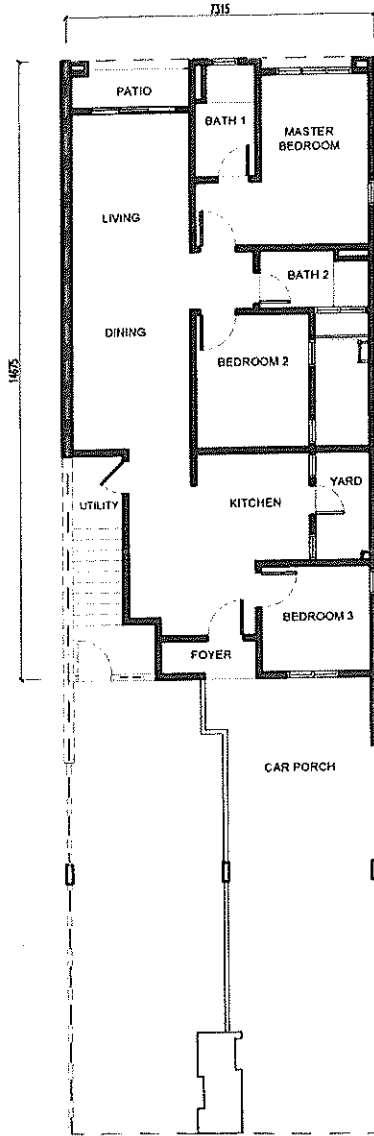 7315
PATIO
BATH 1
MASTER
BEDROOM
LIVING
BATH 2
DINING
14675
BEDROOM 2
UTILITY
KITCHEN
YARD
BEDROOM 3
FOYER
CAR PORCH